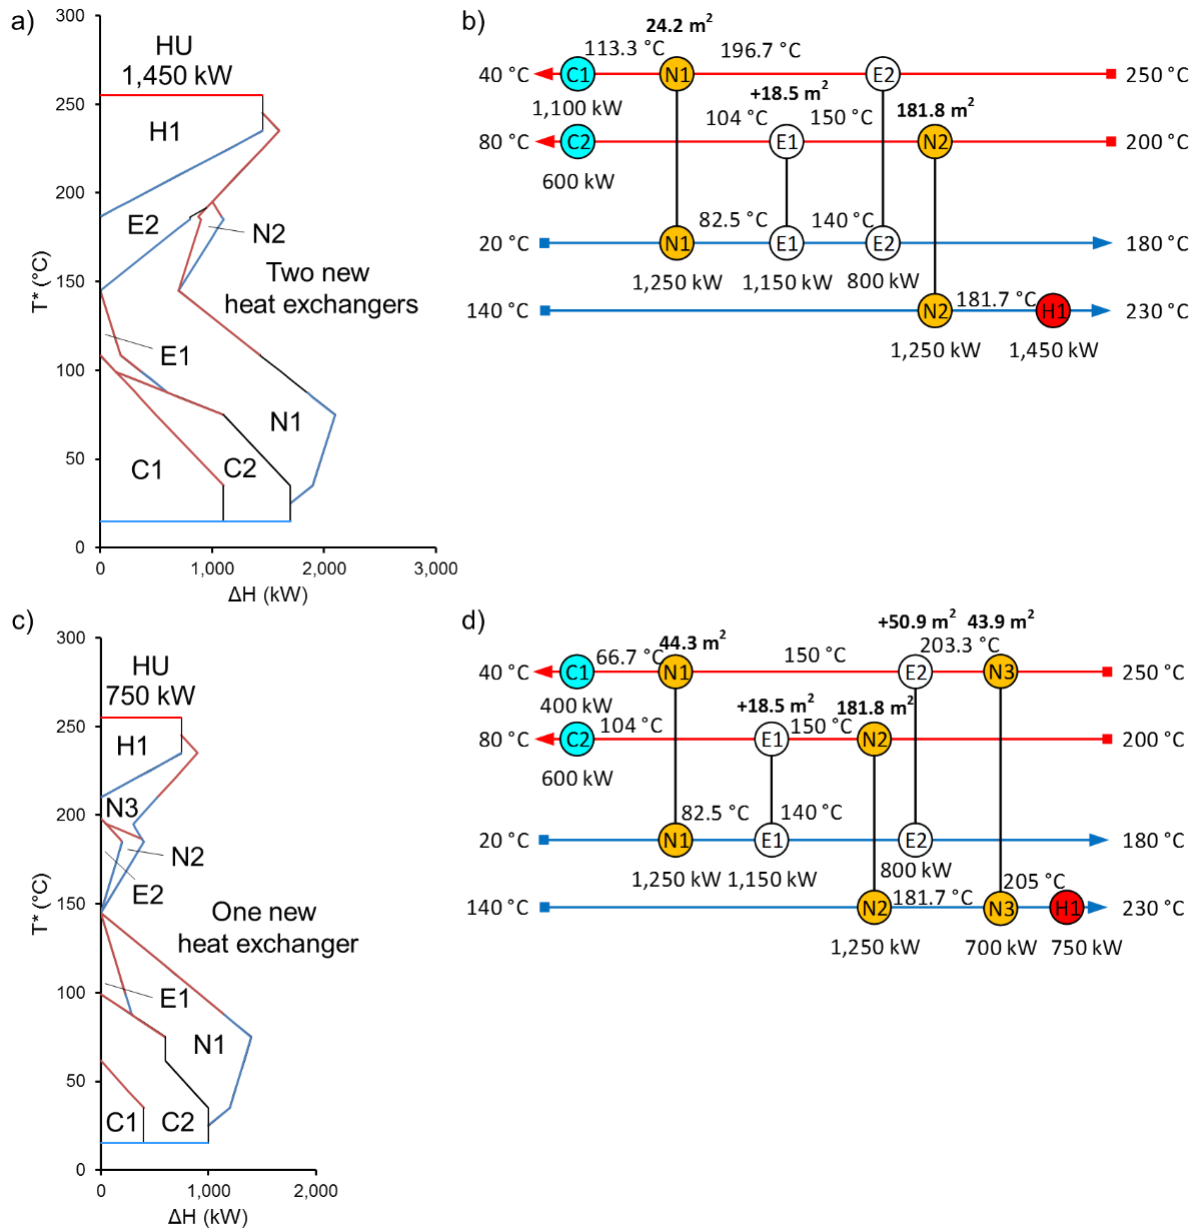 a)
300
250
200
150
100
50
0
T* (°C)
HU
1,450 kW
H1
E2
N2
Two new
heat exchangers
E1
N1
C1
C2
0
1,000
2,000
3,000
ΔH (kW)
b)
24.2 m²
113.3 °C
196.7 °C
40 °C
C1
N1
E2
250 °C
1,100 kW
+18.5 m²
104 °C
150 °C
181.8 m²
80 °C
C2
E1
N2
200 °C
600 kW
82.5 °C
140 °C
20 °C
N1
E1
E2
180 °C
1,250 kW
1,150 kW
800 kW
181.7 °C
140 °C
N2
H1
230 °C
1,250 kW
1,450 kW
c)
300
250
200
150
100
50
0
T* (°C)
HU
750 kW
H1
N3
N2
E2
One new
heat exchanger
E1
N1
C1
C2
0
1,000
2,000
ΔH (kW)
d)
+50.9 m²
43.9 m²
44.3 m²
203.3 °C
66.7 °C
150 °C
40 °C
C1
N1
E2
N3
250 °C
400 kW
+18.5 m²
181.8 m²
104 °C
150 °C
80 °C
C2
E1
N2
200 °C
600 kW
82.5 °C
140 °C
20 °C
N1
E1
E2
180 °C
800 kW
1,250 kW
1,150 kW
181.7 °C
205 °C
140 °C
N2
N3
H1
230 °C
1,250 kW
700 kW
750 kW